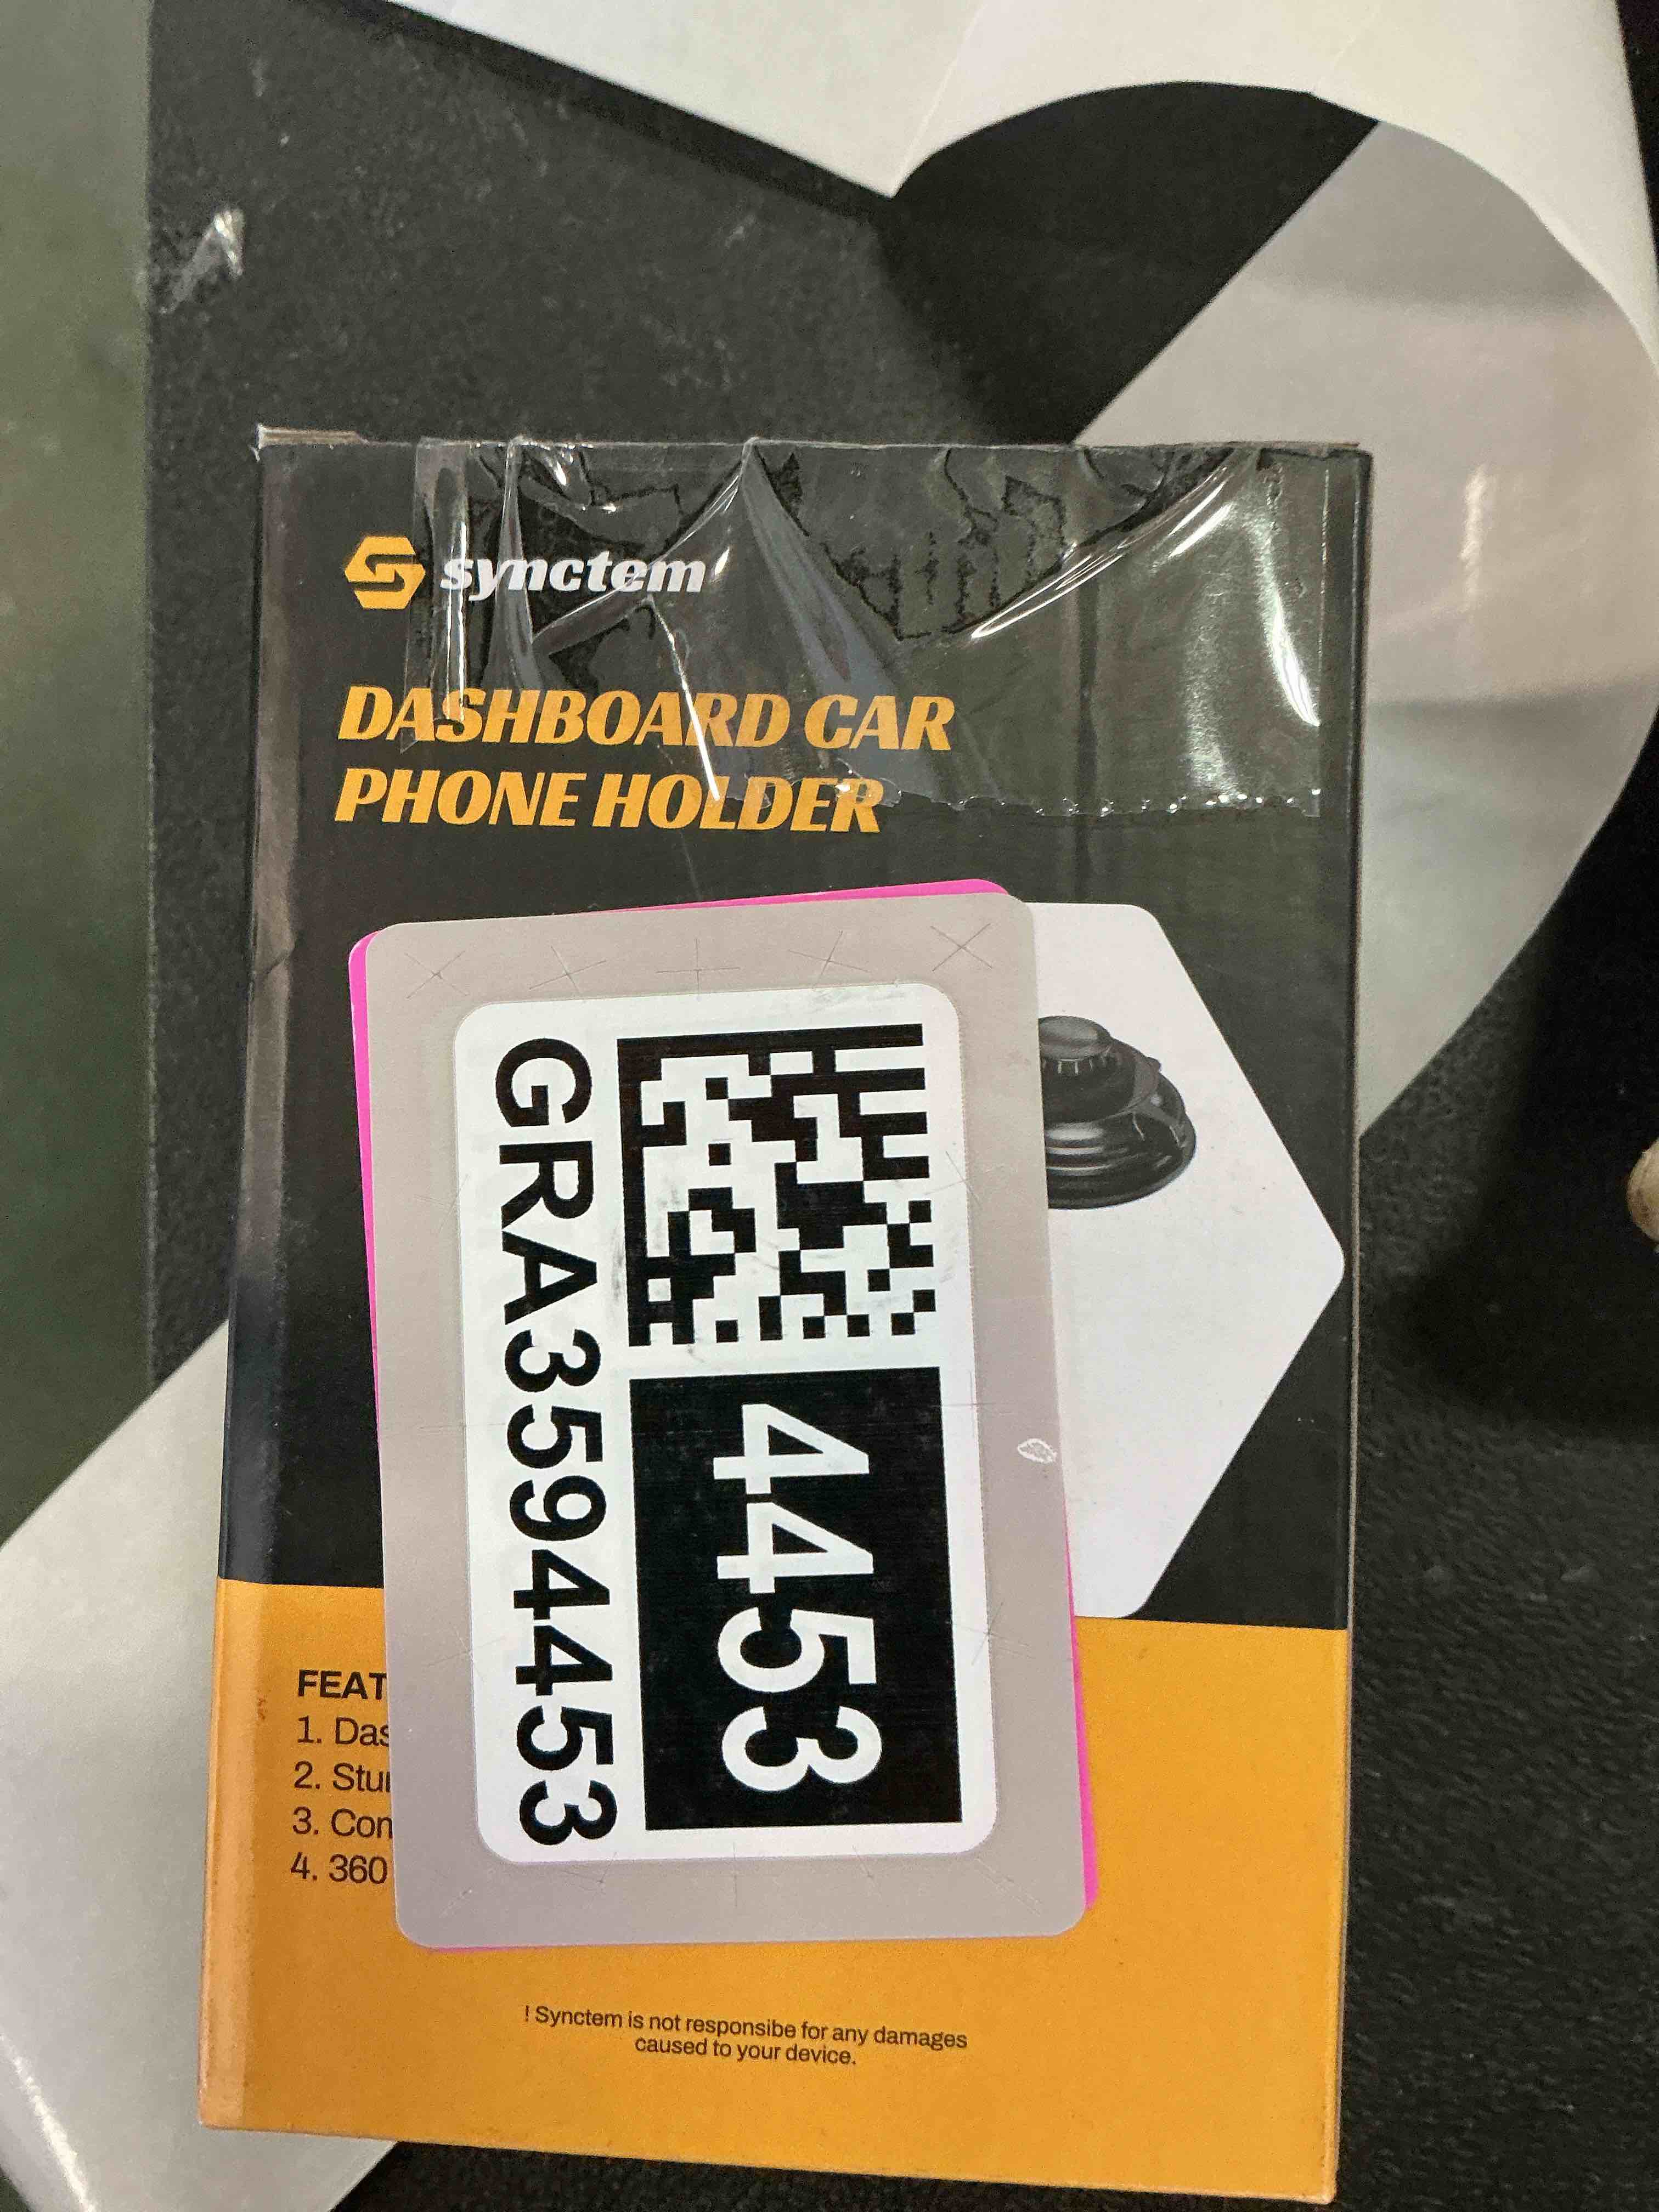 synctem
DASHBOARD CAR
PHONE HOLDER
4453
GRA3594453
FEAT
1. Das
2. Stur
3. Con
4. 360
! Synctem is not responsibe for any damages
caused to your device.